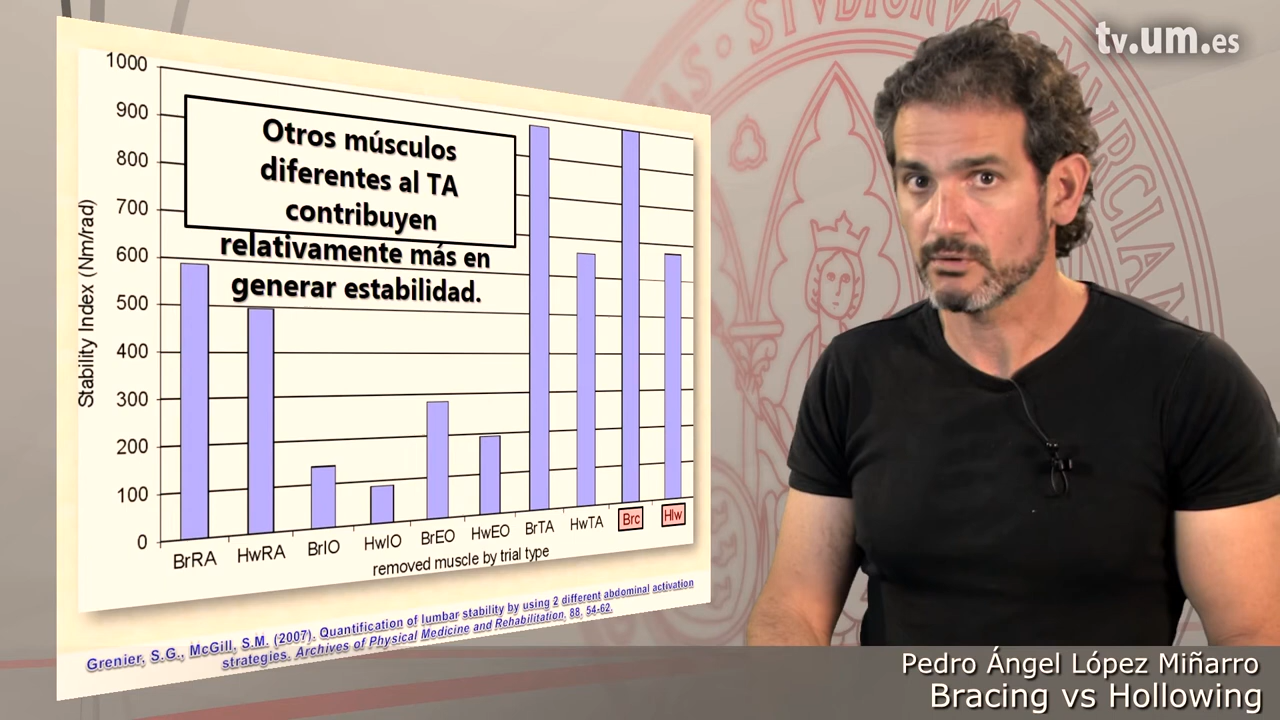 tv.um.es
STVDIORVM
MVRCIAN
1000
900
800
700
600
500
400
300
200
100
0
Stability Index (Nm/rad)
Otros músculos
diferentes al TA
contribuyen
relativamente más en
generar estabilidad.
BrRA HwRA BrIO HwIO BrEO HwEO BrTA HwTA Brc Hlw
removed muscle by trial type
Grenier, S.G., McGill, S.M. (2007). Quantification of lumbar stability by using 2 different abdominal activation
strategies. Archives of Physical Medicine and Rehabilitation, 88, 54-62.
Pedro Ángel López Miñarro
Bracing vs Hollowing